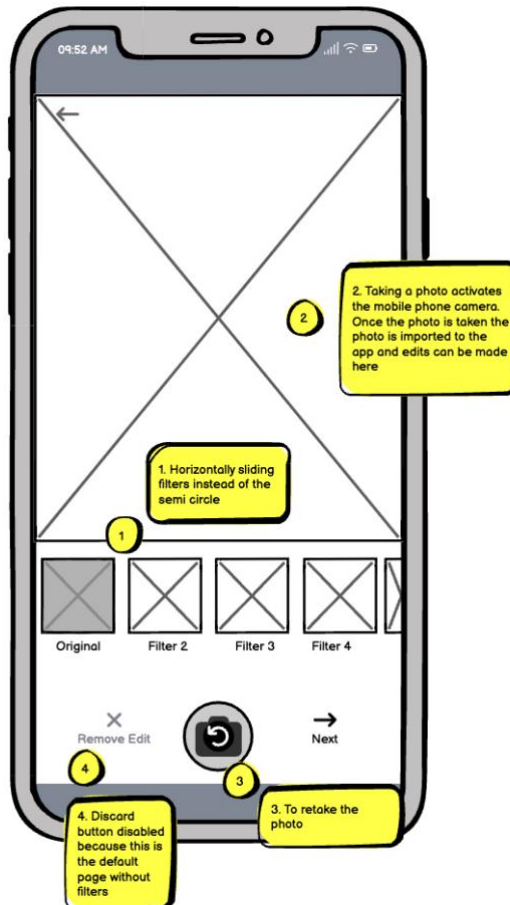 09:52 AM
2. Taking a photo activates
the mobile phone camera.
Once the photo is taken the
photo is imported to the
app and edits can be made
here
2
1. Horizontally sliding
filters instead of the
semi circle
1
Original
Filter 2
Filter 3
Filter 4
Remove Edit
Next
4
3
4. Discard
button disabled
because this is
the default
page without
filters
3. To retake the
photo